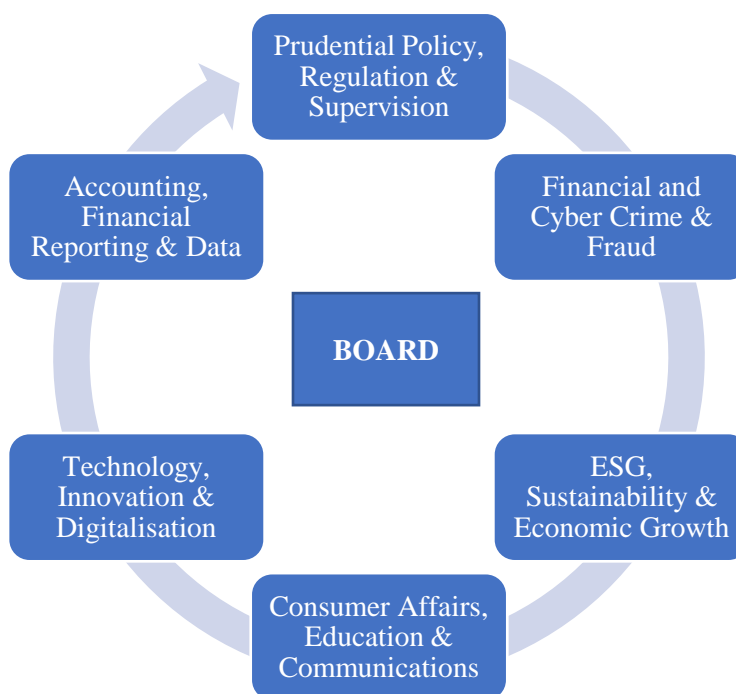 Prudential Policy,
Regulation &
Supervision
Financial and
Cyber Crime &
Fraud
ESG,
Sustainability &
Economic Growth
Consumer Affairs,
Education &
Communications
Technology,
Innovation &
Digitalisation
Accounting,
Financial
Reporting & Data
BOARD